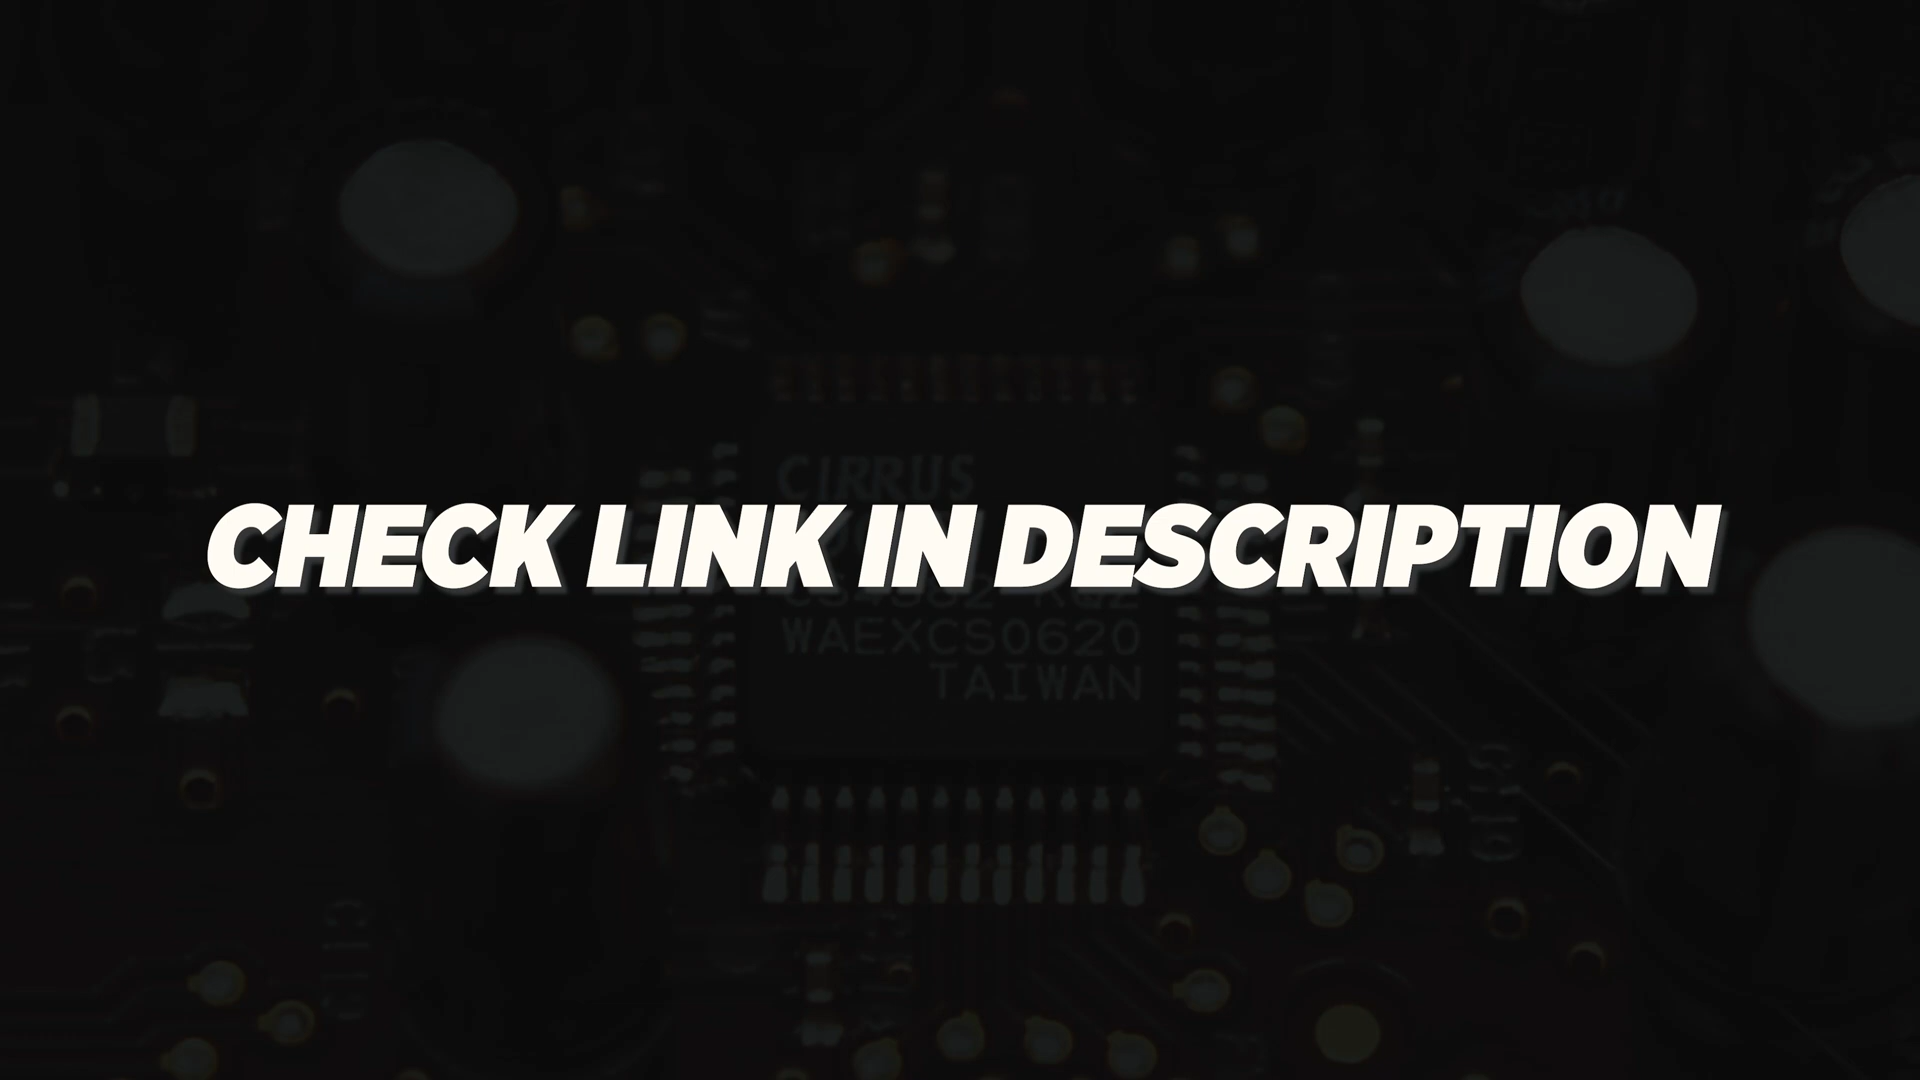 CIRRUS
CHECK LINK IN DESCRIPTION
WAEXCS0620
TAIWAN